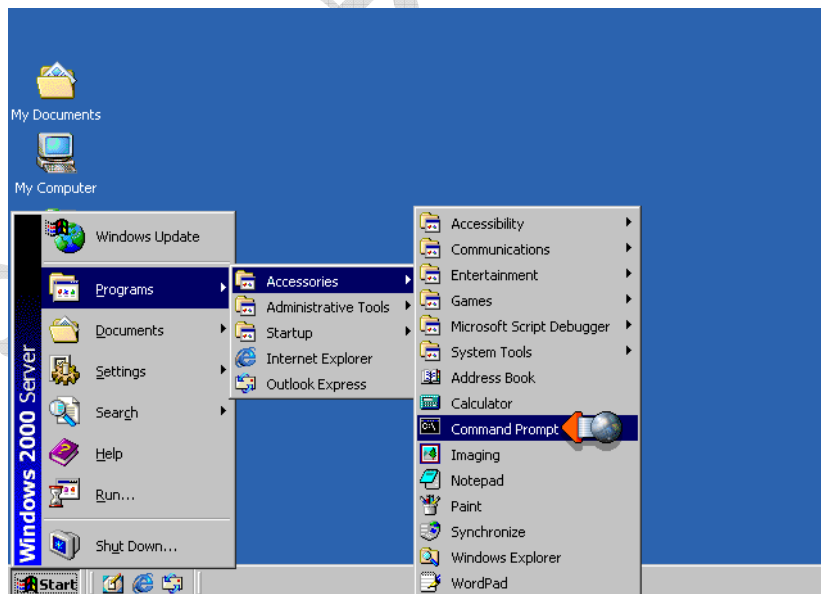 My Documents
My Computer
Windows Update
Programs
Documents
Settings
Search
Help
Run...
Shut Down...
Windows 2000 Server
Start
Accessories
Administrative Tools
Startup
Internet Explorer
Outlook Express
Accessibility
Communications
Entertainment
Games
Microsoft Script Debugger
System Tools
Address Book
Calculator
Command Prompt
Imaging
Notepad
Paint
Synchronize
Windows Explorer
WordPad